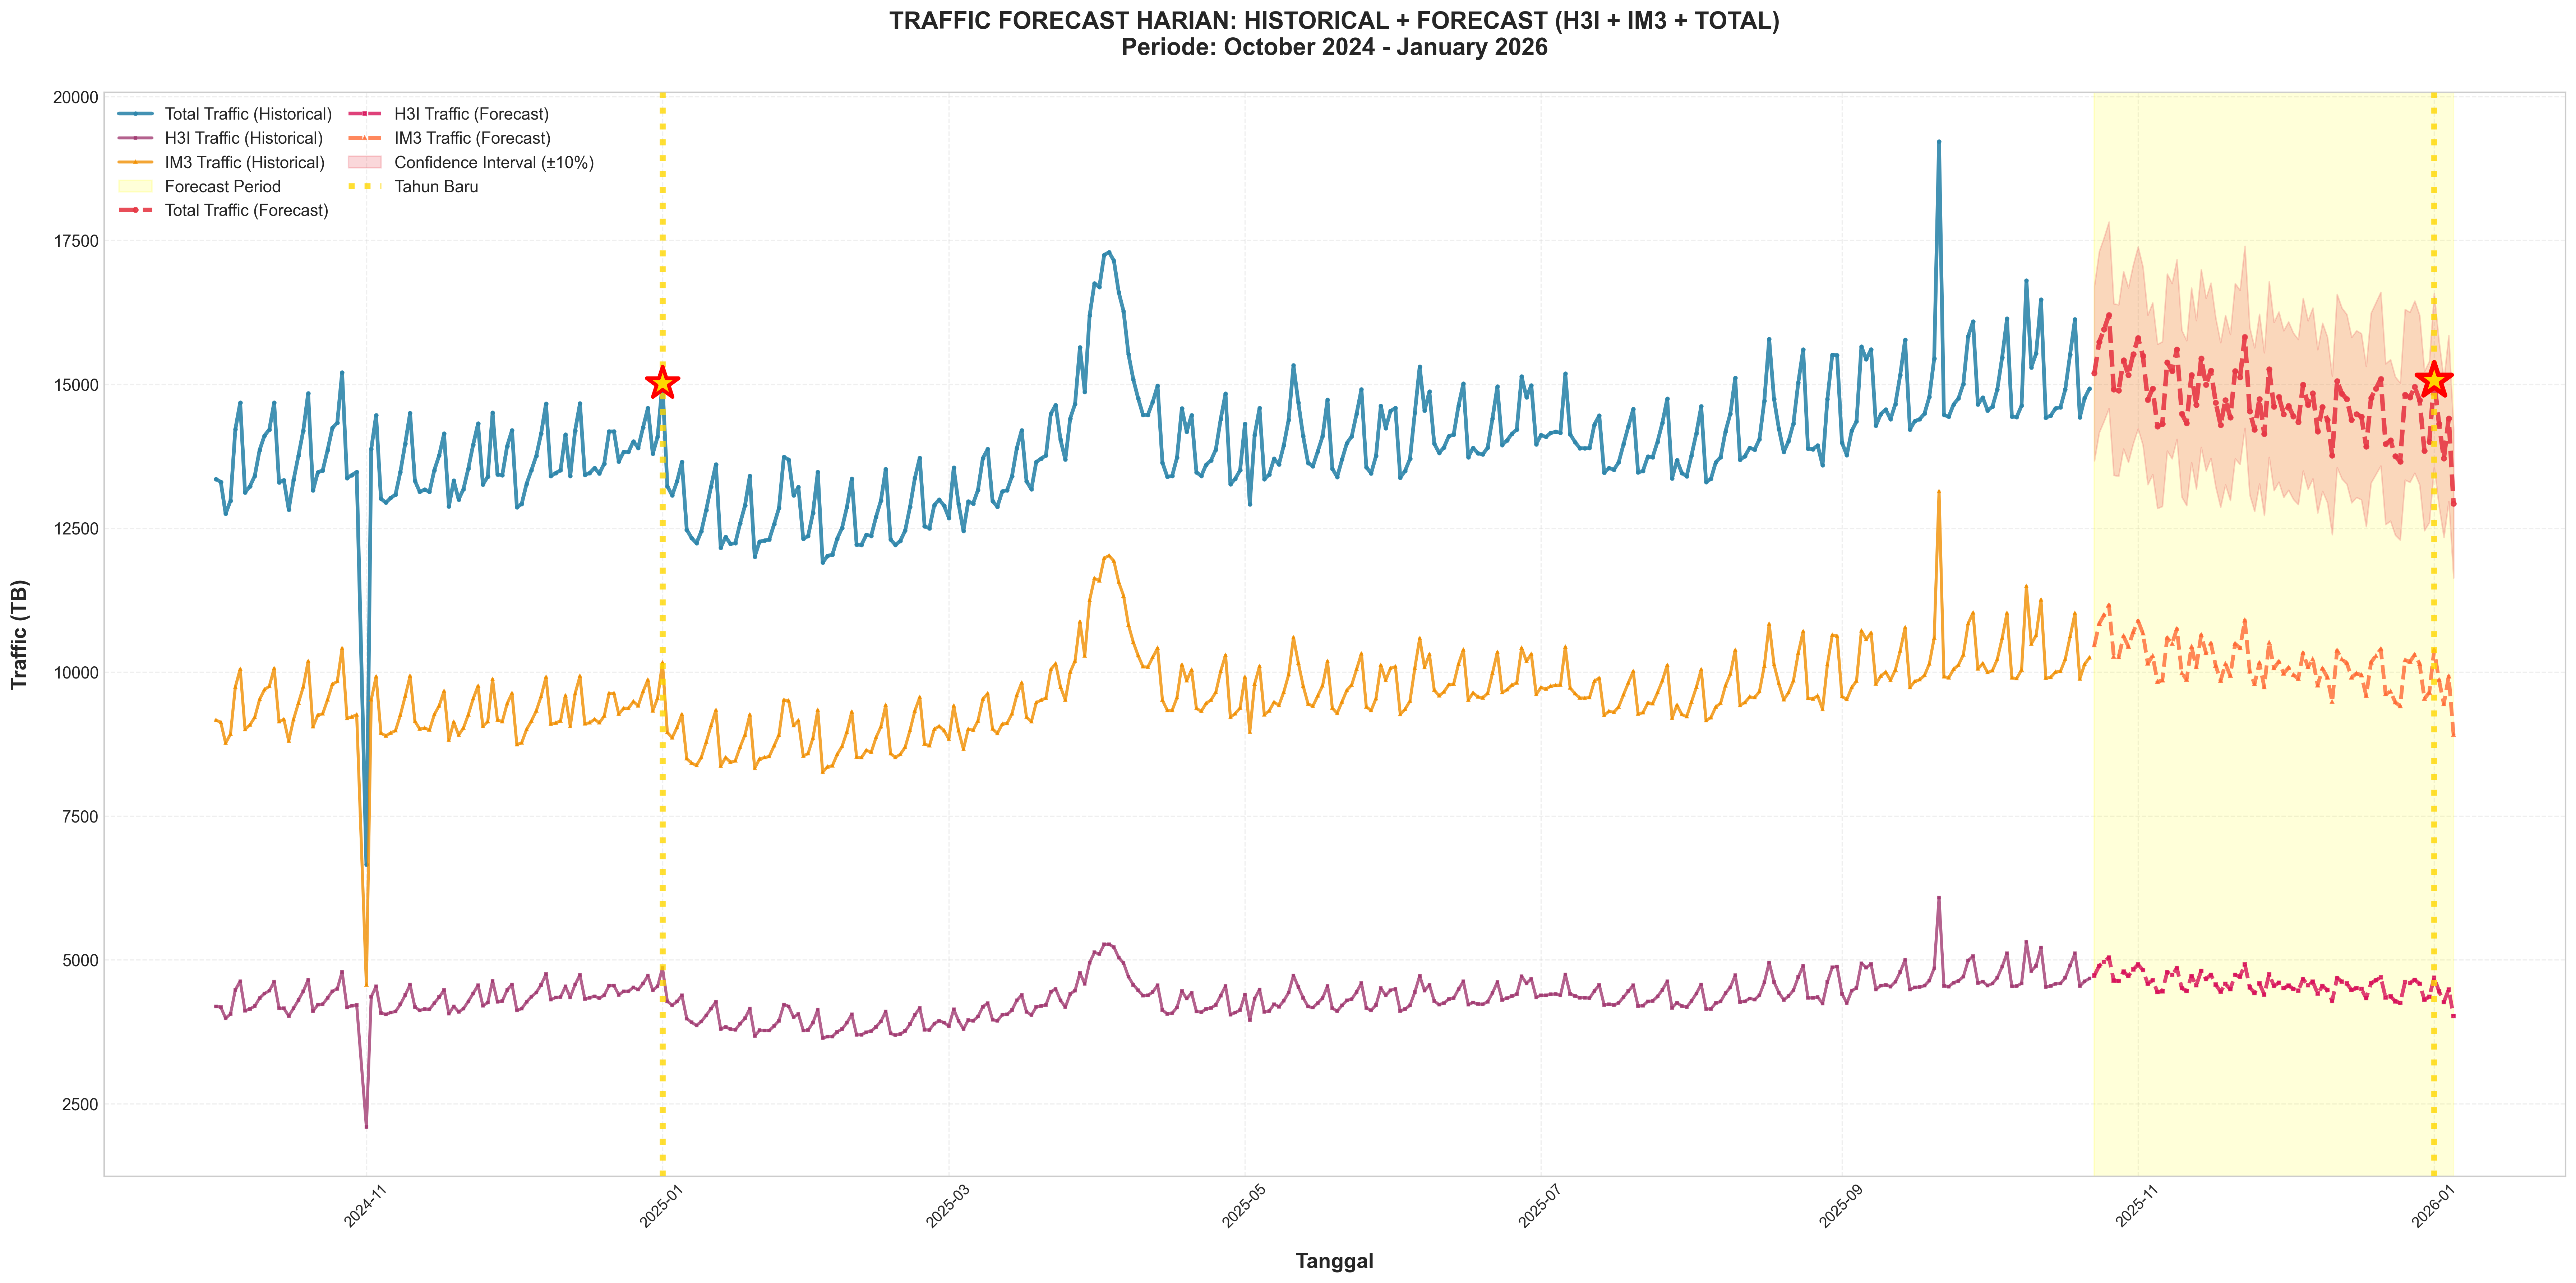 TRAFFIC FORECAST HARIAN: HISTORICAL + FORECAST (H3I + IM3 + TOTAL)
Periode: October 2024 - January 2026
Total Traffic (Historical)
H3I Traffic (Historical)
IM3 Traffic (Historical)
Forecast Period
Total Traffic (Forecast)
H3I Traffic (Forecast)
IM3 Traffic (Forecast)
Confidence Interval (±10%)
Tahun Baru
Traffic (TB)
20000
17500
15000
12500
10000
7500
5000
2500
2024-11
2025-01
2025-03
2025-05
2025-07
2025-09
2025-11
2026-01
Tanggal